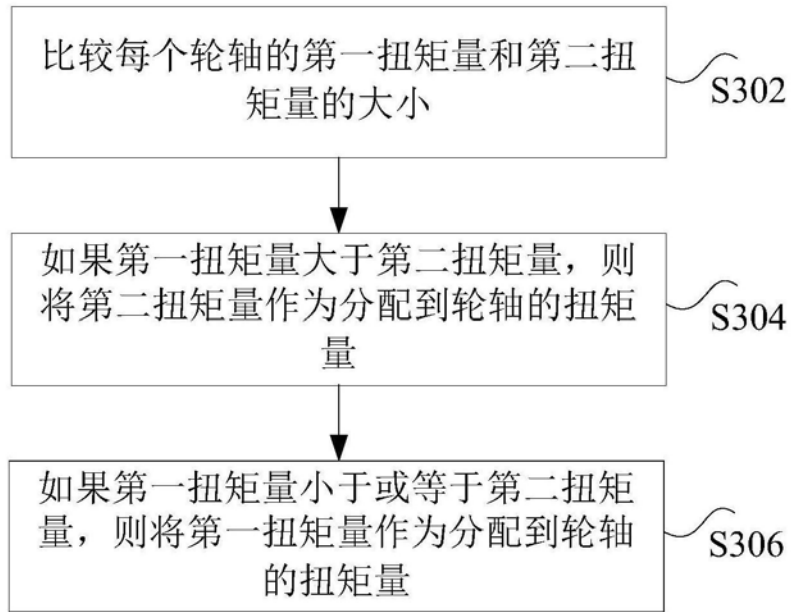 比较每个轮轴的第一扭矩量和第二扭
矩量的大小
S302
如果第一扭矩量大于第二扭矩量，则
将第二扭矩量作为分配到轮轴的扭矩
量
S304
如果第一扭矩量小于或等于第二扭矩
量，则将第一扭矩量作为分配到轮轴
的扭矩量
S306